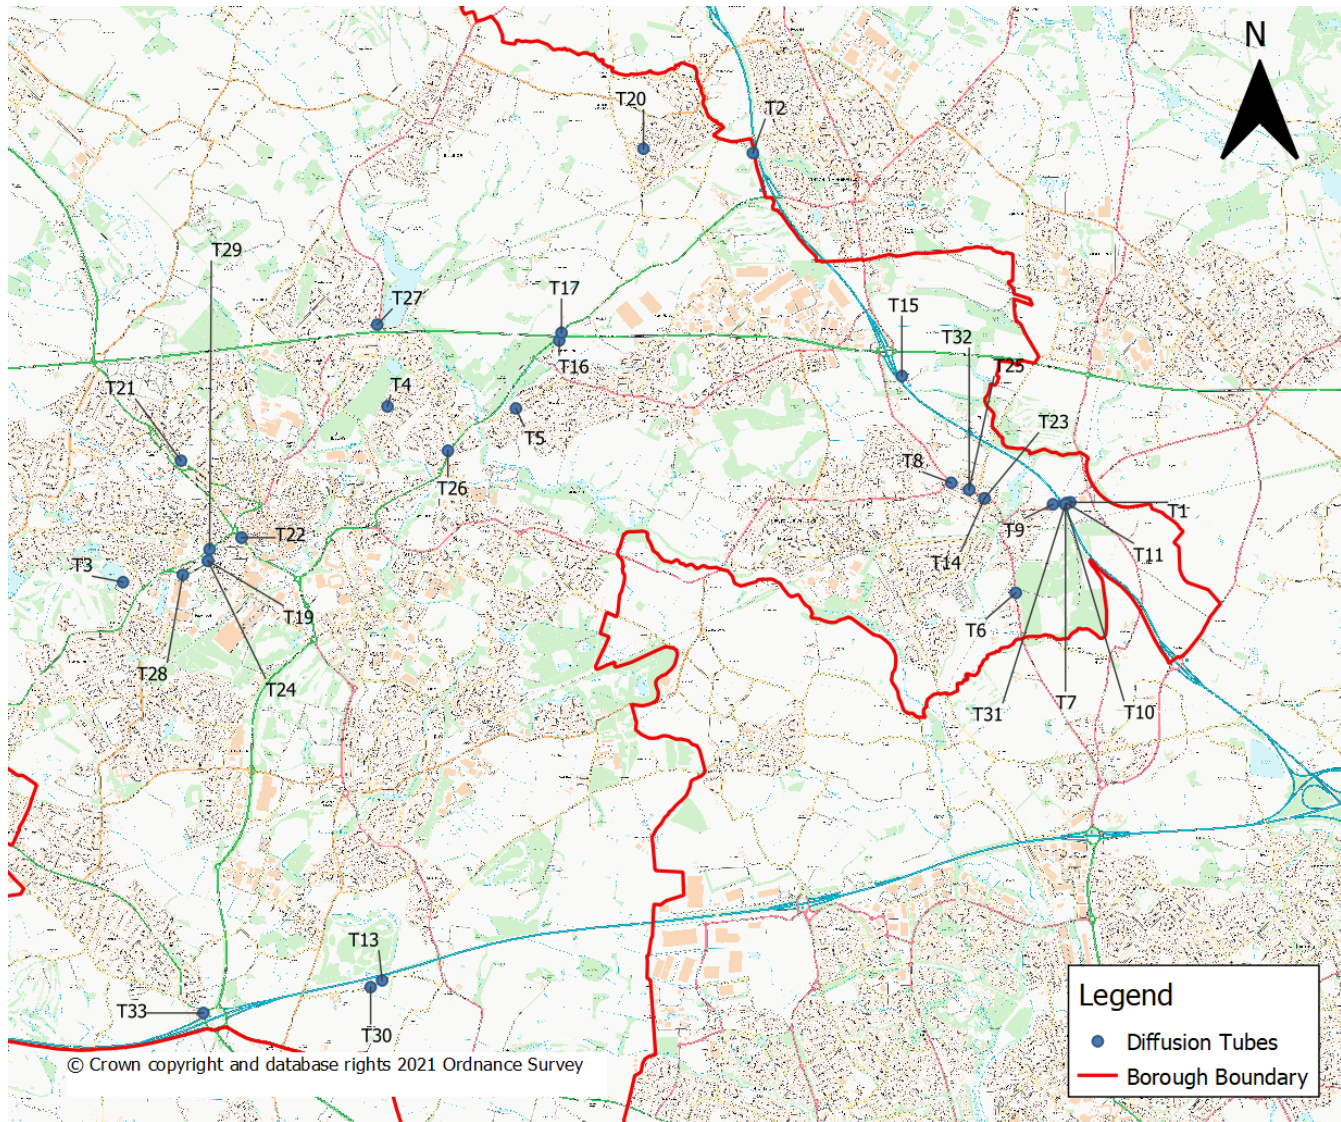 N
T20
T2
T29
T27
T17
T15
T32
T16
T25
T4
T21
T23
T5
T8
T26
T1
T9
T22
T11
T14
T3
T19
T6
T28
T24
T31
T7
T10
T13
T33
T30
Legend
Diffusion Tubes
Borough Boundary
© Crown copyright and database rights 2021 Ordnance Survey